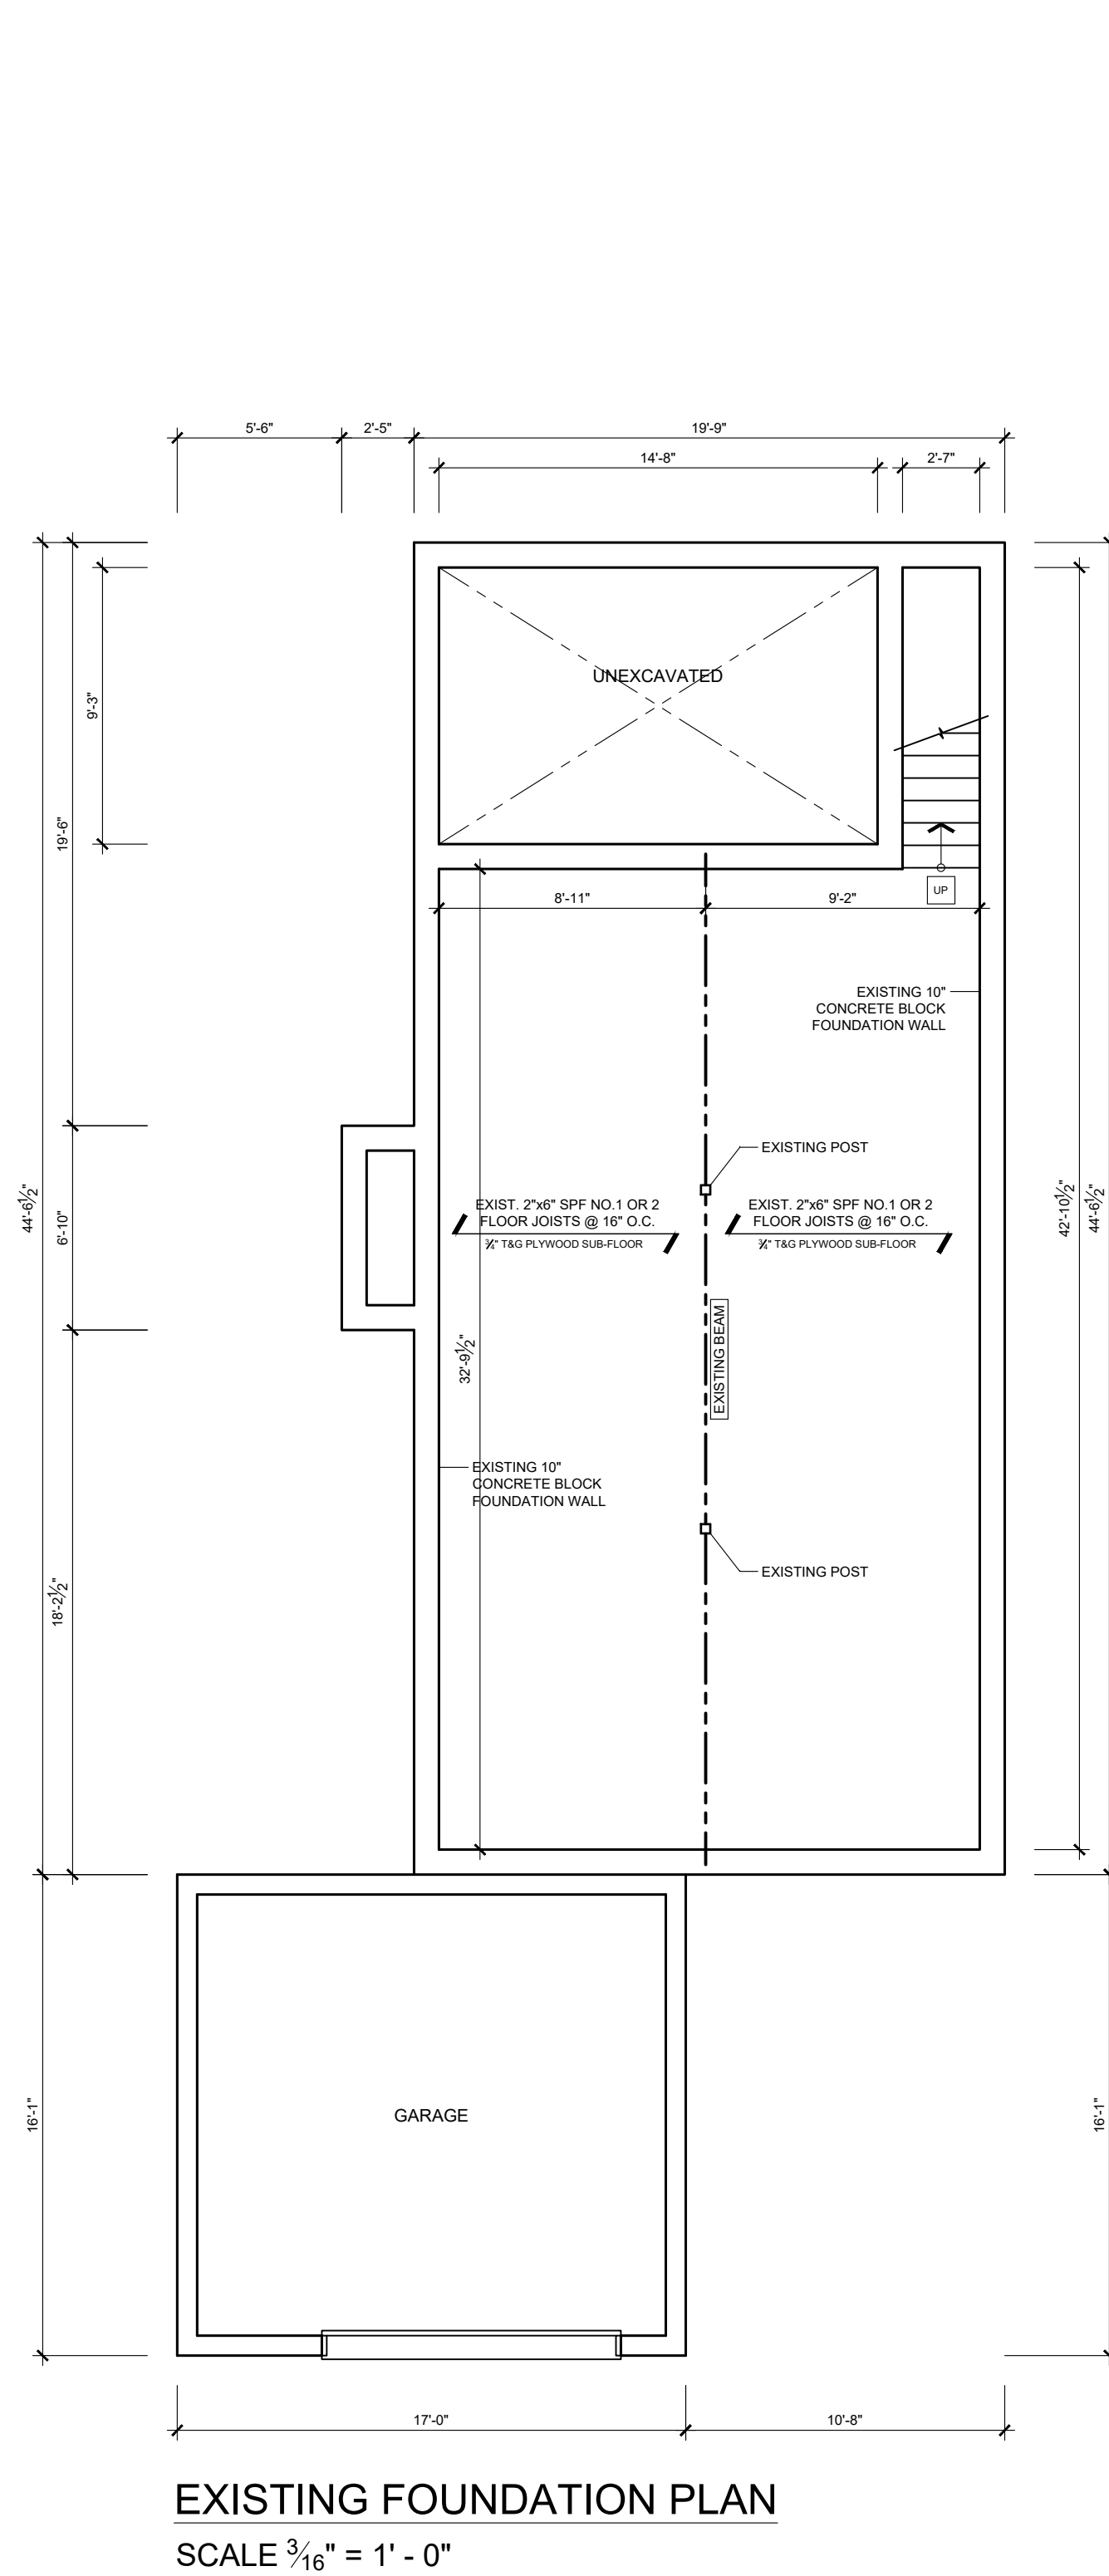 5'-6"
2'-5"
19'-9"
14'-8"
2'-7"
UNEXCAVATED
9'-3"
19'-6"
UP
8'-11"
9'-2"
EXISTING 10"
CONCRETE BLOCK
FOUNDATION WALL
EXISTING POST
44'-6½"
6'-10"
EXIST. 2"x6" SPF NO.1 OR 2
FLOOR JOISTS @ 16" O.C.
¾" T&G PLYWOOD SUB-FLOOR
EXIST. 2"x6" SPF NO.1 OR 2
FLOOR JOISTS @ 16" O.C.
¾" T&G PLYWOOD SUB-FLOOR
42'-10½"
44'-6½"
32'-9½"
EXISTING BEAM
EXISTING 10"
CONCRETE BLOCK
FOUNDATION WALL
EXISTING POST
18'-2½"
16'-1"
GARAGE
16'-1"
17'-0"
10'-8"
EXISTING FOUNDATION PLAN
SCALE 3⁄16" = 1' - 0"